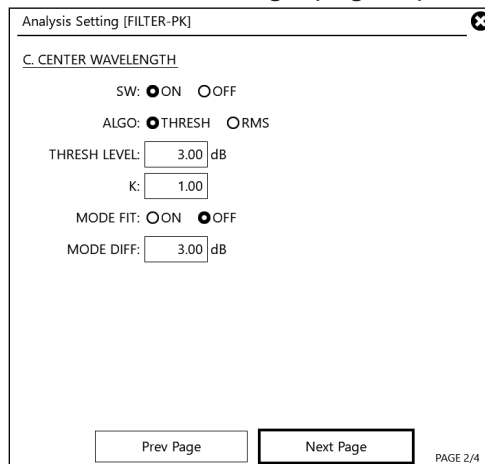 Analysis Setting [FILTER-PK]
C. CENTER WAVELENGTH
SW: ON OFF
ALGO: THRESH RMS
THRESH LEVEL: 3.00 dB
K: 1.00
MODE FIT: ON OFF
MODE DIFF: 3.00 dB
Prev Page Next Page PAGE 2/4